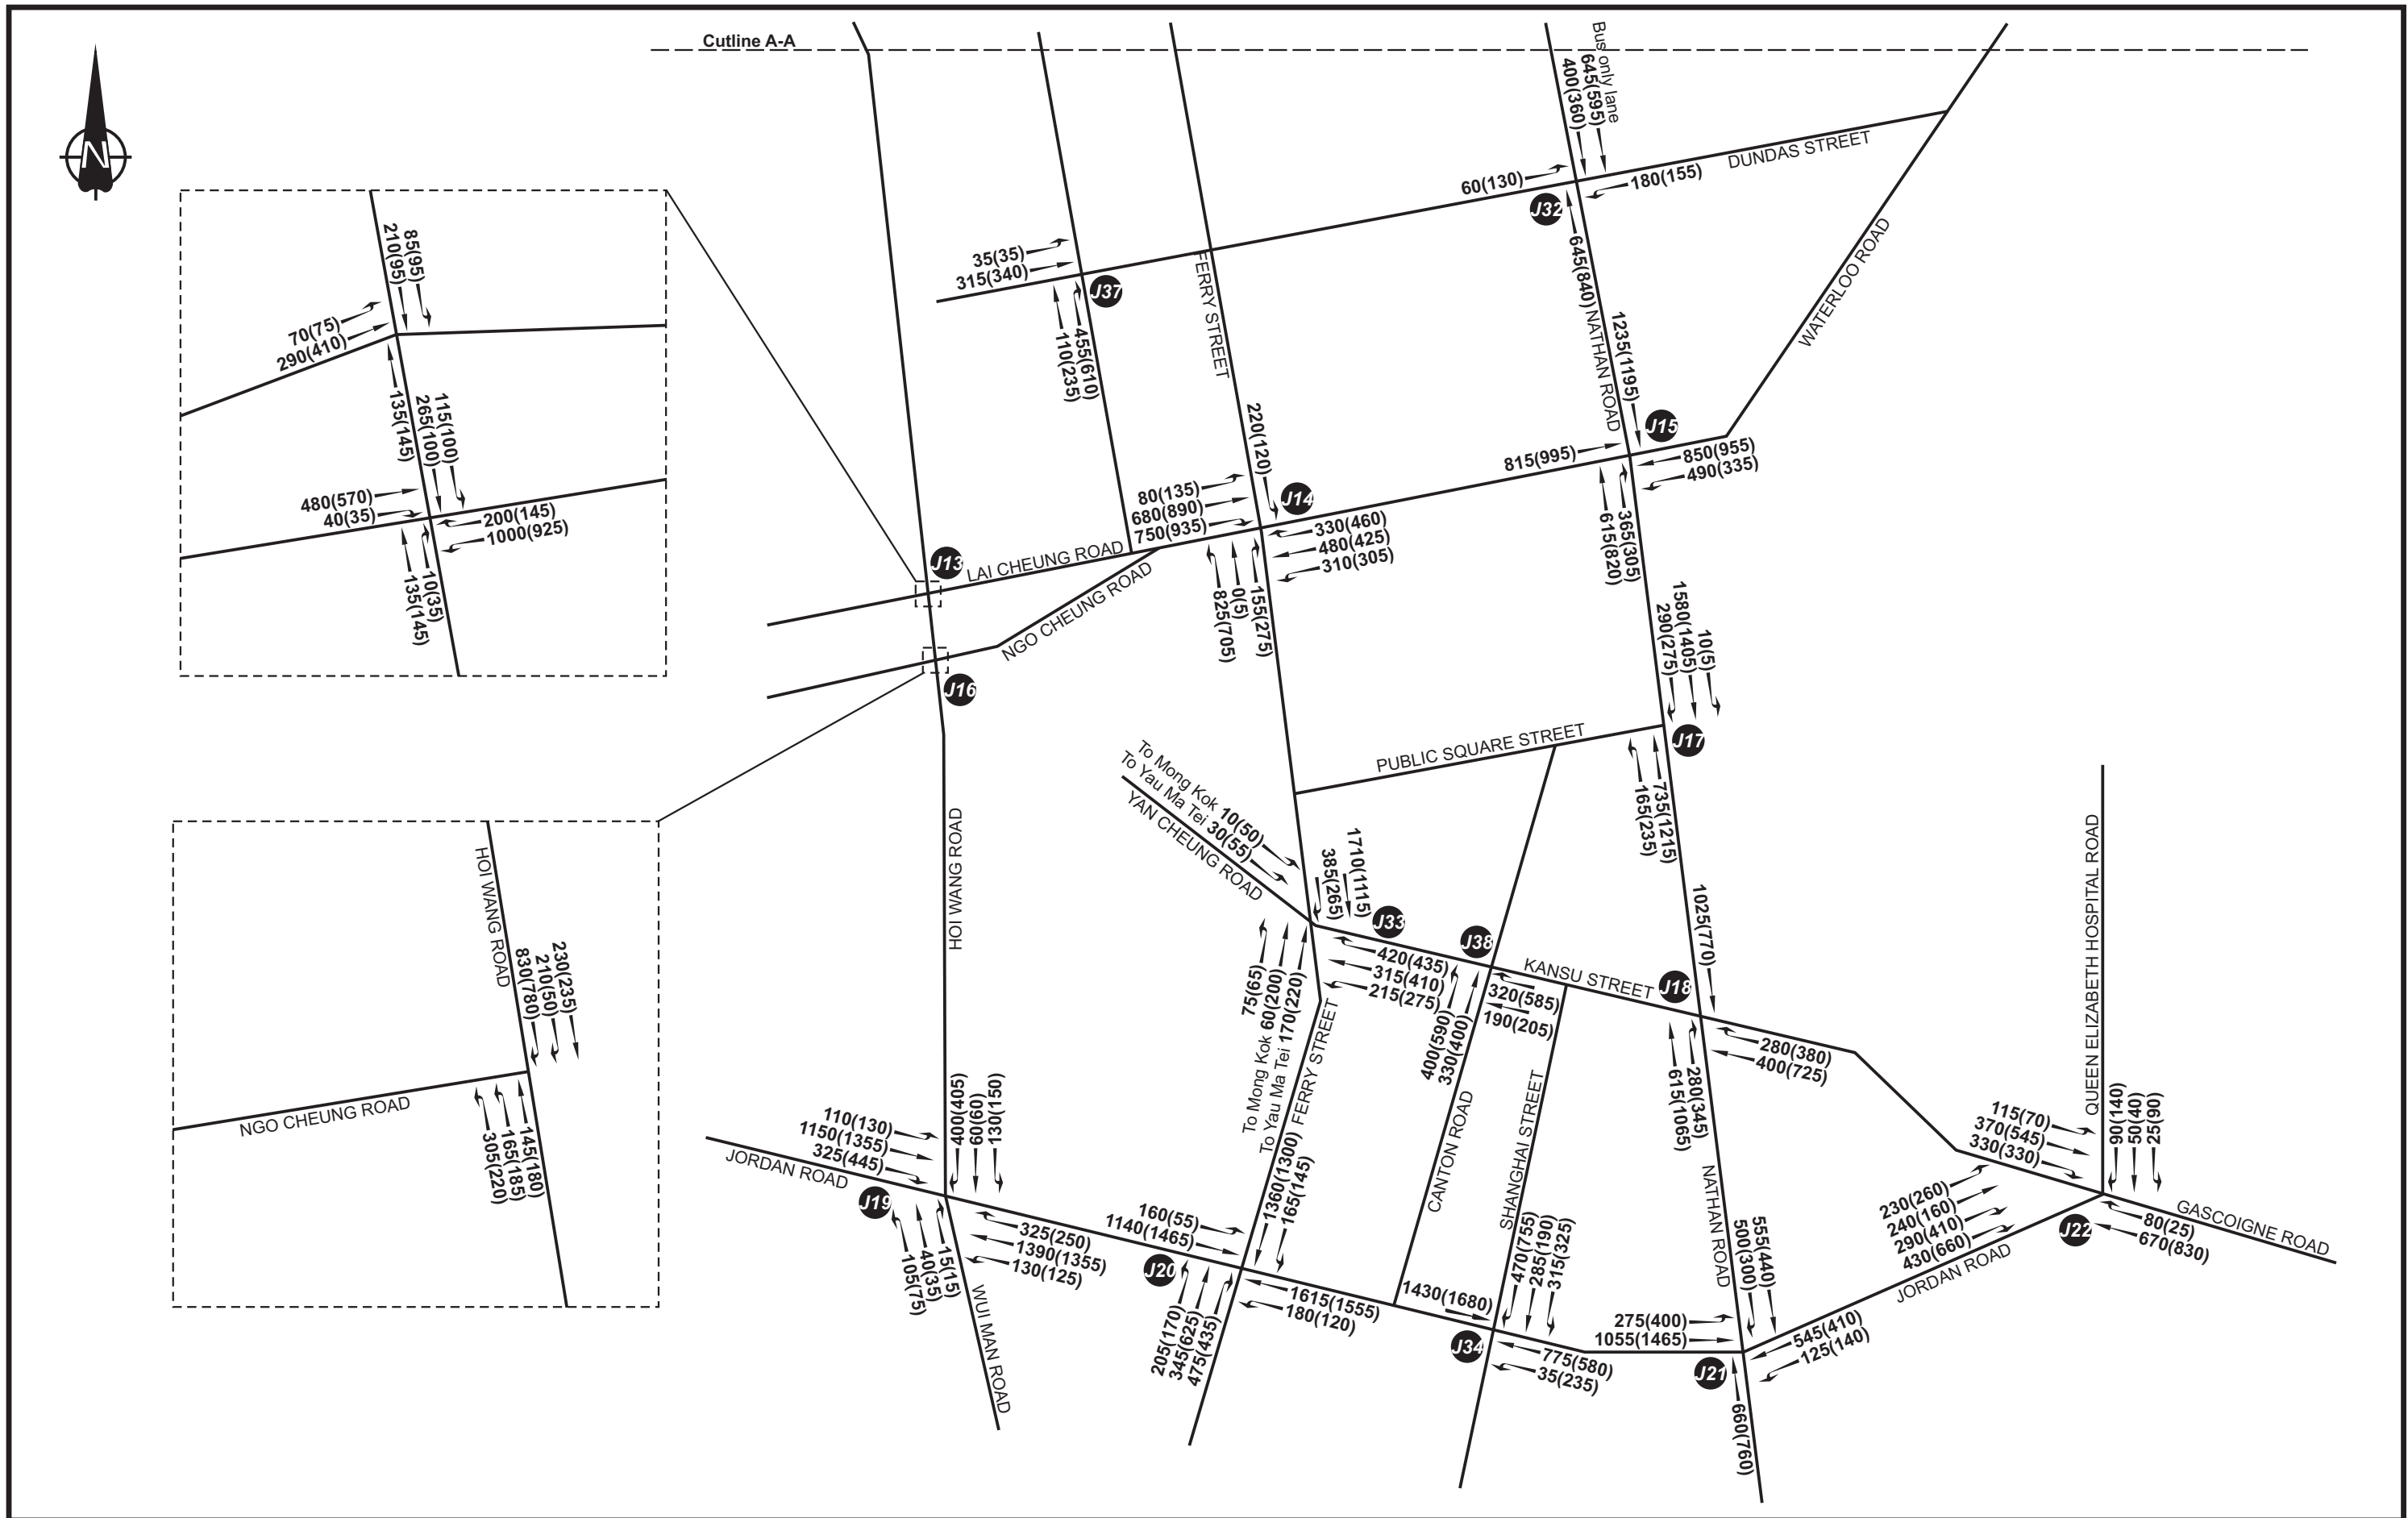 Cutline A-A
N
Bus only lane
645(595)
400(360)
DUNDAS STREET
60(130)
180(155)
J32
645(840)
NATHAN ROAD
1235(1195)
WATERLOO ROAD
35(35)
315(340)
J37
455(610)
110(235)
FERRY STREET
220(120)
815(995)
J15
850(955)
490(335)
365(305)
615(820)
80(135)
680(890)
750(935)
J14
330(460)
480(425)
310(305)
155(275)
0(5)
825(705)
J13
LAI CHEUNG ROAD
NGO CHEUNG ROAD
J16
85(95)
210(95)
70(75)
290(410)
135(145)
115(100)
265(100)
480(570)
40(35)
200(145)
1000(925)
10(35)
135(145)
10(5)
1580(1405)
290(275)
PUBLIC SQUARE STREET
J17
735(1215)
165(235)
To Mong Kok 10(50)
To Yau Ma Tei 30(55)
YAN CHEUNG ROAD
1710(1115)
385(265)
J33
420(435)
315(410)
215(275)
75(65)
To Mong Kok 60(200)
To Yau Ma Tei 170(220)
FERRY STREET
J38
KANSU STREET
320(585)
190(205)
400(590)
330(400)
1025(770)
J18
280(380)
400(725)
280(345)
615(1065)
HOI WANG ROAD
HOI WANG ROAD
230(235)
210(50)
830(780)
NGO CHEUNG ROAD
145(180)
165(185)
305(220)
QUEEN ELIZABETH HOSPITAL ROAD
90(140)
50(40)
25(90)
115(70)
370(545)
330(330)
230(260)
240(160)
290(410)
430(660)
J22
80(25)
670(830)
GASCOIGNE ROAD
JORDAN ROAD
400(405)
60(60)
130(150)
110(130)
1150(1355)
325(445)
JORDAN ROAD
J19
325(250)
1390(1355)
130(125)
15(15)
40(35)
105(75)
WUI MAN ROAD
1360(1300)
165(145)
160(55)
1140(1465)
J20
1615(1555)
180(120)
205(170)
345(625)
475(435)
CANTON ROAD
SHANGHAI STREET
470(755)
285(190)
315(325)
1430(1680)
J34
775(580)
35(235)
NATHAN ROAD
555(440)
500(300)
275(400)
1055(1465)
J21
545(410)
125(140)
660(760)